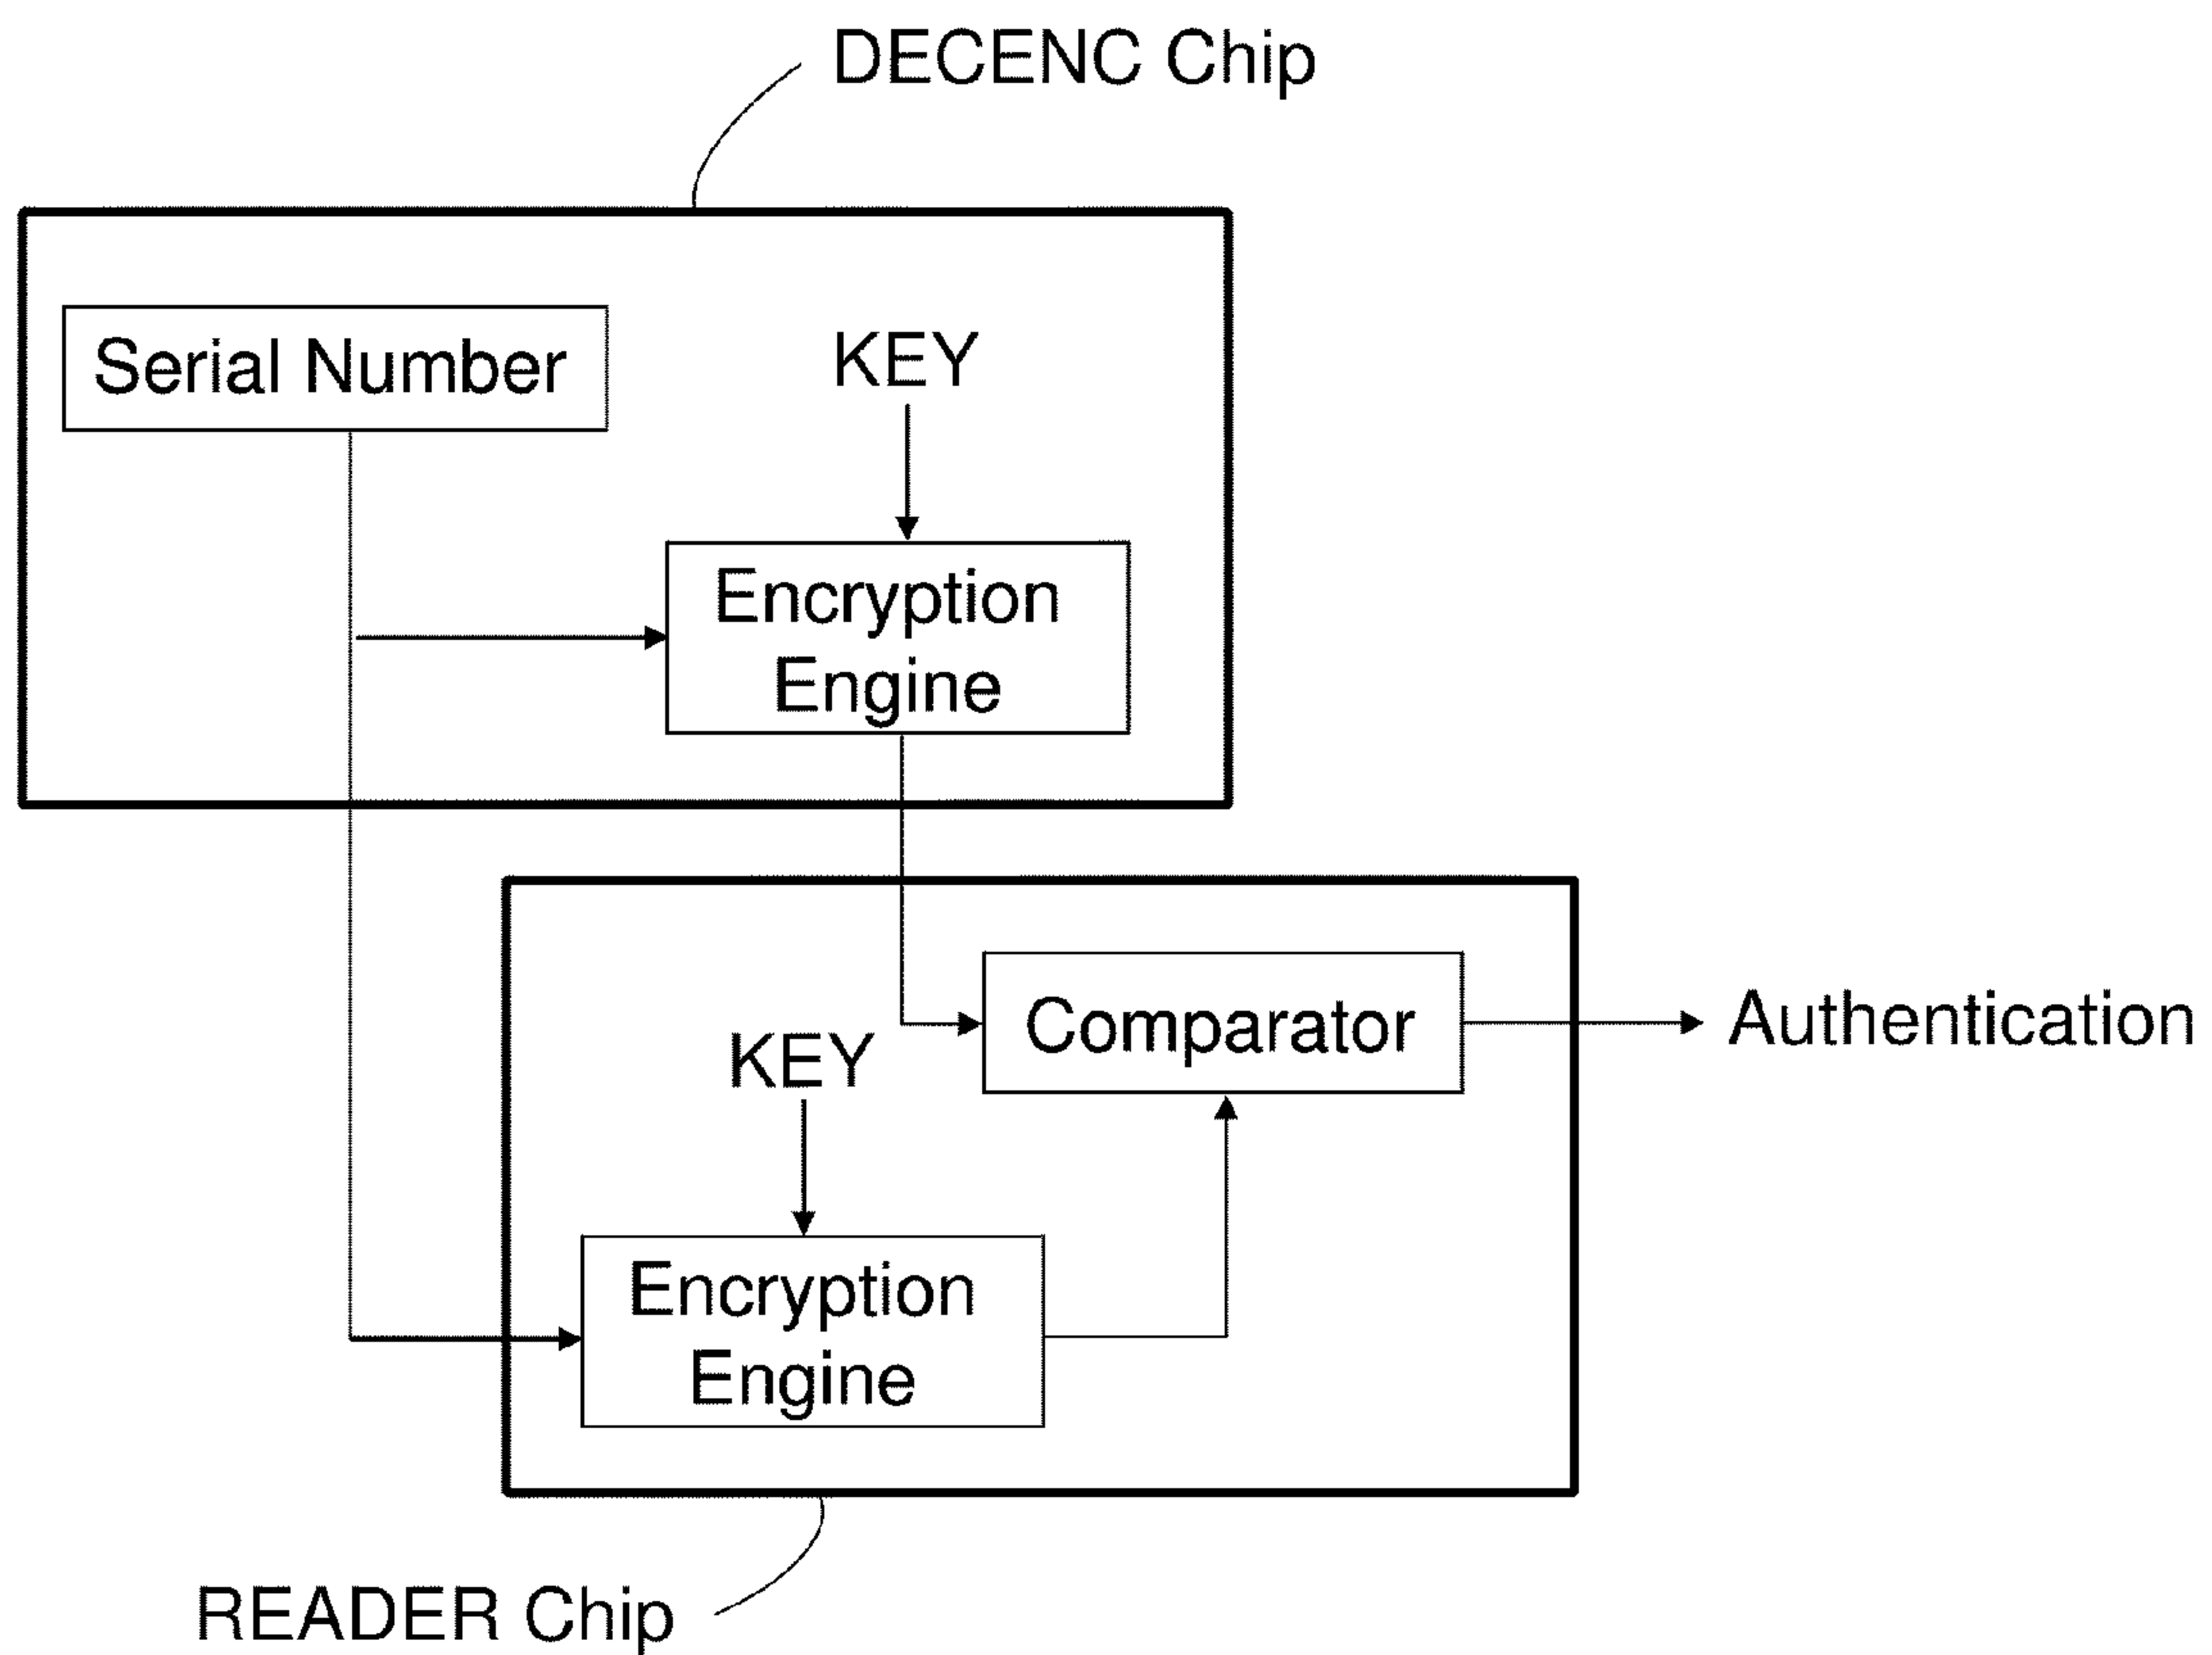 DECENC Chip
Serial Number
KEY
Encryption
Engine
Comparator
Authentication
KEY
Encryption
Engine
READER Chip